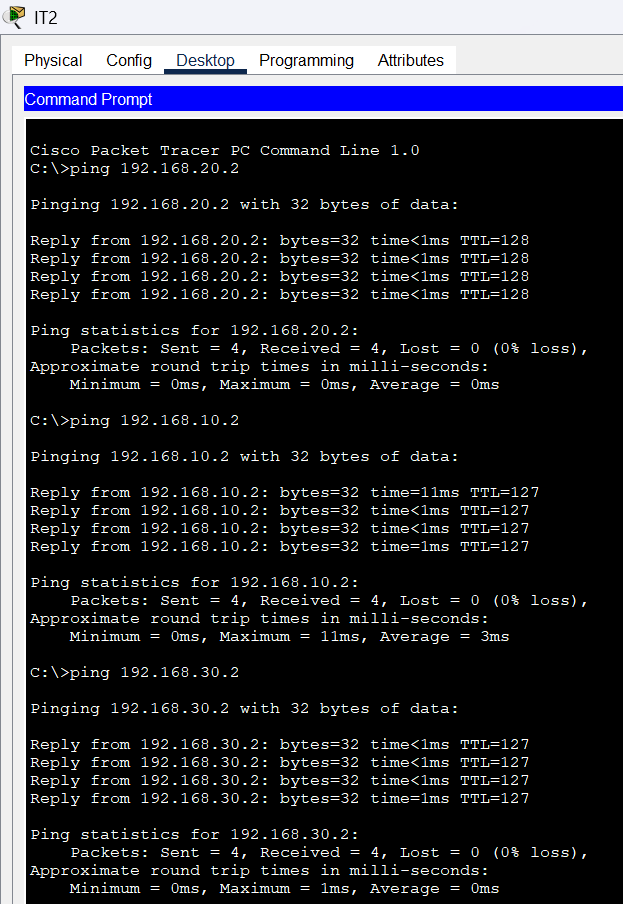 IT2
Physical Config Desktop Programming Attributes
Command Prompt
Cisco Packet Tracer PC Command Line 1.0
C:\>ping 192.168.20.2
Pinging 192.168.20.2 with 32 bytes of data:
Reply from 192.168.20.2: bytes=32 time<1ms TTL=128
Reply from 192.168.20.2: bytes=32 time<1ms TTL=128
Reply from 192.168.20.2: bytes=32 time<1ms TTL=128
Reply from 192.168.20.2: bytes=32 time<1ms TTL=128
Ping statistics for 192.168.20.2:
    Packets: Sent = 4, Received = 4, Lost = 0 (0% loss),
Approximate round trip times in milli-seconds:
    Minimum = 0ms, Maximum = 0ms, Average = 0ms
C:\>ping 192.168.10.2
Pinging 192.168.10.2 with 32 bytes of data:
Reply from 192.168.10.2: bytes=32 time=11ms TTL=127
Reply from 192.168.10.2: bytes=32 time<1ms TTL=127
Reply from 192.168.10.2: bytes=32 time<1ms TTL=127
Reply from 192.168.10.2: bytes=32 time=1ms TTL=127
Ping statistics for 192.168.10.2:
    Packets: Sent = 4, Received = 4, Lost = 0 (0% loss),
Approximate round trip times in milli-seconds:
    Minimum = 0ms, Maximum = 11ms, Average = 3ms
C:\>ping 192.168.30.2
Pinging 192.168.30.2 with 32 bytes of data:
Reply from 192.168.30.2: bytes=32 time<1ms TTL=127
Reply from 192.168.30.2: bytes=32 time<1ms TTL=127
Reply from 192.168.30.2: bytes=32 time<1ms TTL=127
Reply from 192.168.30.2: bytes=32 time=1ms TTL=127
Ping statistics for 192.168.30.2:
    Packets: Sent = 4, Received = 4, Lost = 0 (0% loss),
Approximate round trip times in milli-seconds:
    Minimum = 0ms, Maximum = 1ms, Average = 0ms